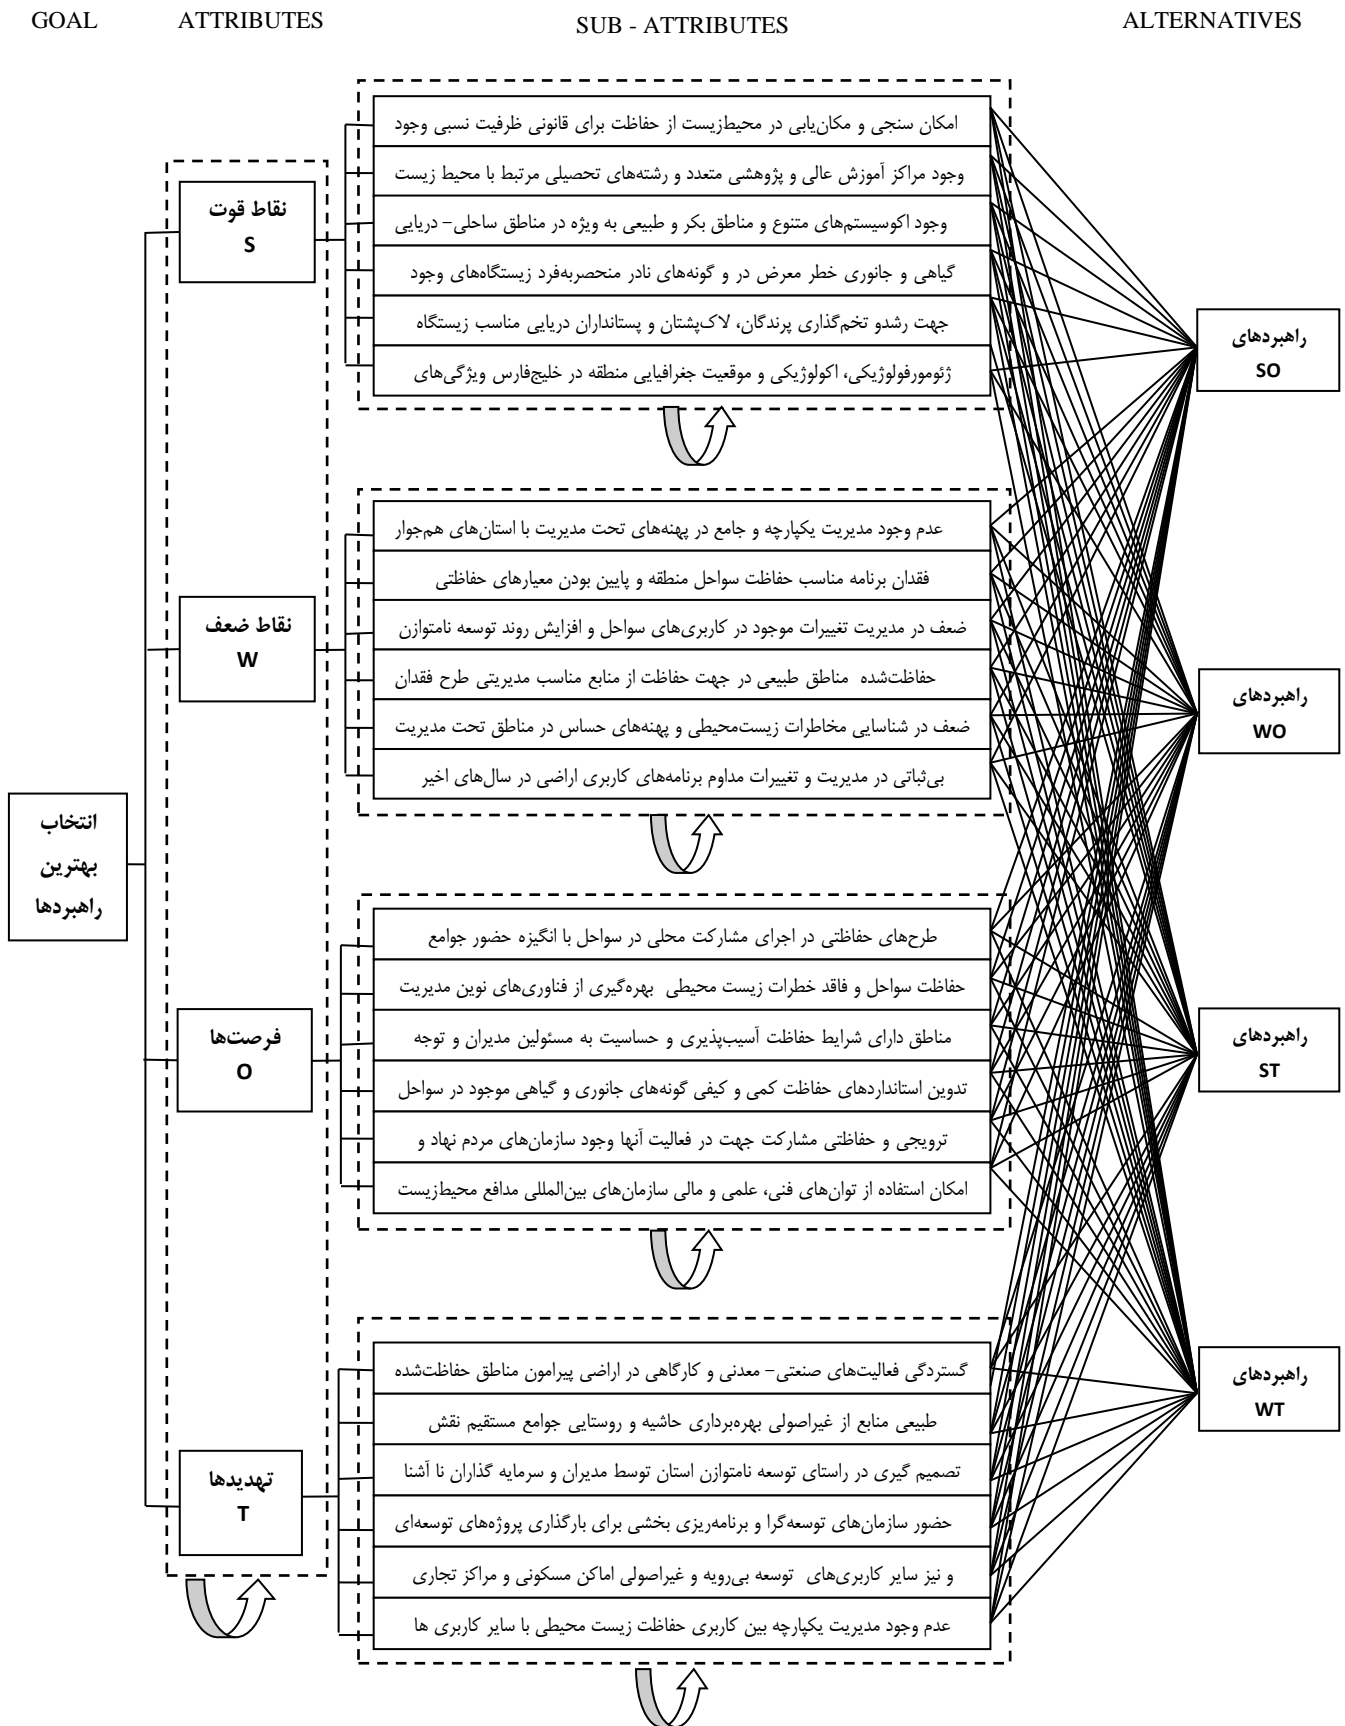 GOAL
ATTRIBUTES
SUB - ATTRIBUTES
ALTERNATIVES
انتخاب
بهترین
راهبردها
نقاط قوت
S
نقاط ضعف
W
فرصت‌ها
O
تهدیدها
T
امکان سنجی و مکان‌یابی در محیط‌زیست از حفاظت برای قانونی ظرفیت نسبی وجود
وجود مراکز آموزش عالی و پژوهشی متعدد و رشته‌های تحصیلی مرتبط با محیط زیست
وجود اکوسیستم‌های متنوع و مناطق بکر و طبیعی به ویژه در مناطق ساحلی– دریایی
گیاهی و جانوری خطر معرض در و گونه‌های نادر منحصربه‌فرد زیستگاه‌های وجود
جهت رشدو تخم‌گذاری پرندگان، لاک‌پشتان و پستانداران دریایی مناسب زیستگاه
ژئومورفولوژیکی، اکولوژیکی و موقعیت جغرافیایی منطقه در خلیج‌فارس ویژگی‌های
عدم وجود مدیریت یکپارچه و جامع در پهنه‌های تحت مدیریت با استان‌های هم‌جوار
فقدان برنامه مناسب حفاظت سواحل منطقه و پایین بودن معیارهای حفاظتی
ضعف در مدیریت تغییرات موجود در کاربری‌های سواحل و افزایش روند توسعه نامتوازن
حفاظت‌شده مناطق طبیعی در جهت حفاظت از منابع مناسب مدیریتی طرح فقدان
ضعف در شناسایی مخاطرات زیست‌محیطی و پهنه‌های حساس در مناطق تحت مدیریت
بی‌ثباتی در مدیریت و تغییرات مداوم برنامه‌های کاربری اراضی در سال‌های اخیر
طرح‌های حفاظتی در اجرای مشارکت محلی در سواحل با انگیزه حضور جوامع
حفاظت سواحل و فاقد خطرات زیست محیطی بهره‌گیری از فناوری‌های نوین مدیریت
مناطق دارای شرایط حفاظت آسیب‌پذیری و حساسیت به مسئولین مدیران و توجه
تدوین استانداردهای حفاظت کمی و کیفی گونه‌های جانوری و گیاهی موجود در سواحل
ترویجی و حفاظتی مشارکت جهت در فعالیت آنها وجود سازمان‌های مردم نهاد و
امکان استفاده از توان‌های فنی، علمی و مالی سازمان‌های بین‌المللی مدافع محیط‌زیست
گستردگی فعالیت‌های صنعتی– معدنی و کارگاهی در اراضی پیرامون مناطق حفاظت‌شده
طبیعی منابع از غیراصولی بهره‌برداری حاشیه و روستایی جوامع مستقیم نقش
تصمیم گیری در راستای توسعه نامتوازن استان توسط مدیران و سرمایه گذاران نا آشنا
حضور سازمان‌های توسعه‌گرا و برنامه‌ریزی بخشی برای بارگذاری پروژه‌های توسعه‌ای
و نیز سایر کاربری‌های توسعه بی‌رویه و غیراصولی اماکن مسکونی و مراکز تجاری
عدم وجود مدیریت یکپارچه بین کاربری حفاظت زیست محیطی با سایر کاربری ها
راهبردهای
SO
راهبردهای
WO
راهبردهای
ST
راهبردهای
WT